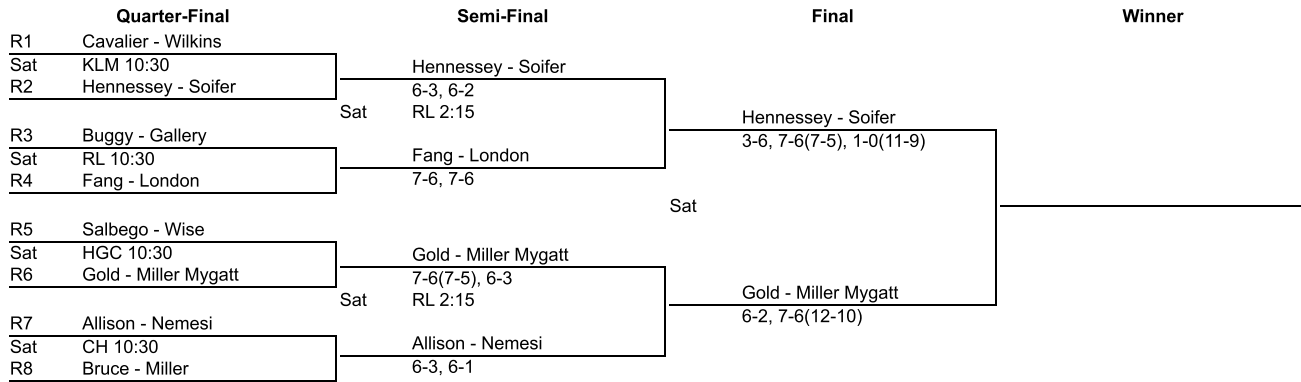 Quarter-Final Semi-Final Final Winner
R1 Cavalier - Wilkins
Sat KLM 10:30
R2 Hennessey - Soifer
Hennessey - Soifer
6-3, 6-2
Sat RL 2:15
R3 Buggy - Gallery
Sat RL 10:30
R4 Fang - London
Fang - London
7-6, 7-6
Hennessey - Soifer
3-6, 7-6(7-5), 1-0(11-9)
Sat
R5 Salbego - Wise
Sat HGC 10:30
R6 Gold - Miller Mygatt
Gold - Miller Mygatt
7-6(7-5), 6-3
Sat RL 2:15
R7 Allison - Nemesi
Sat CH 10:30
R8 Bruce - Miller
Allison - Nemesi
6-3, 6-1
Gold - Miller Mygatt
6-2, 7-6(12-10)